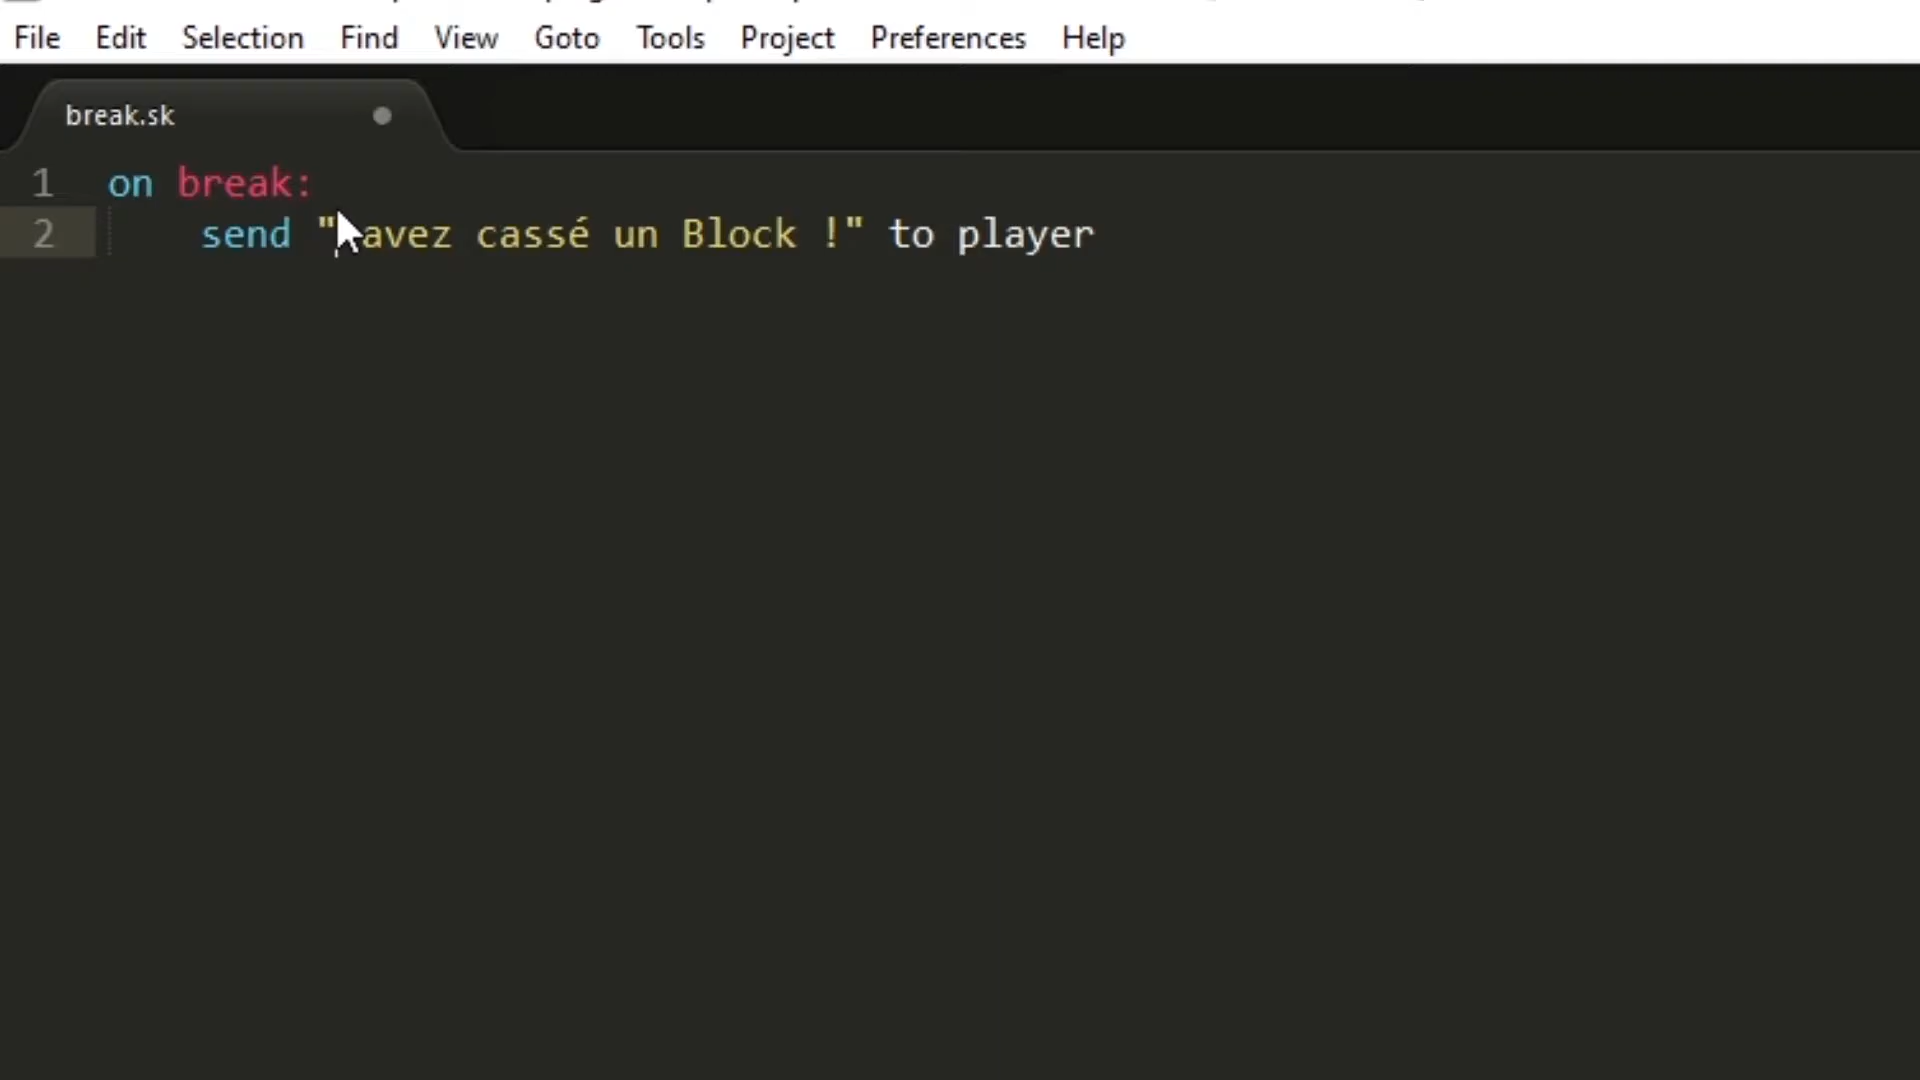 File Edit Selection Find View Goto Tools Project Preferences Help
break.sk
1 on break:
2 send " avez cassé un Block !" to player